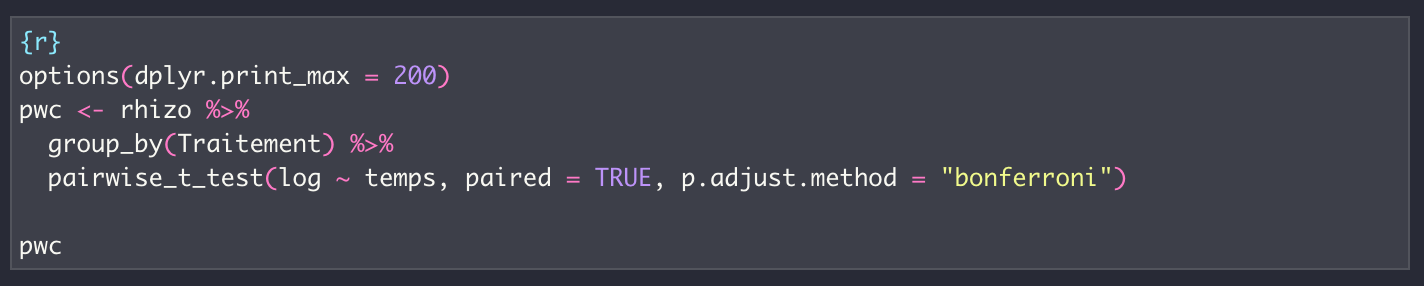 {r}
options(dplyr.print_max = 200)
pwc <- rhizo %>%
  group_by(Traitement) %>%
  pairwise_t_test(log ~ temps, paired = TRUE, p.adjust.method = "bonferroni")
pwc